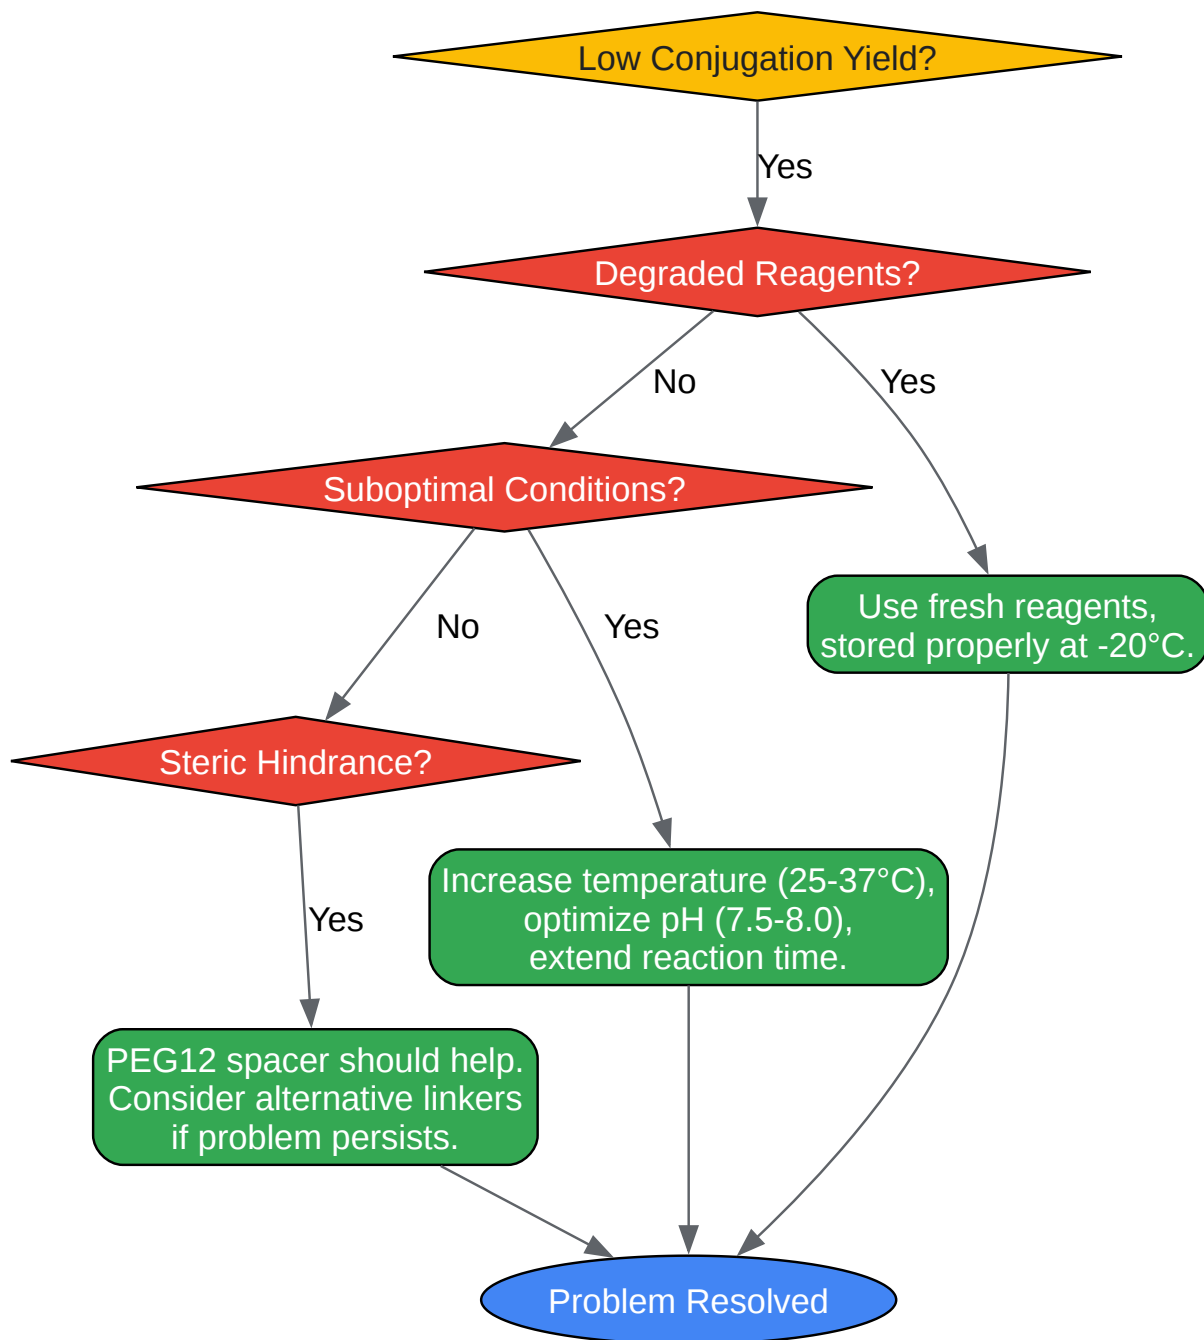 Low Conjugation Yield?
Yes
Degraded Reagents?
No
Yes
Suboptimal Conditions?
No
Yes
Use fresh reagents,
stored properly at -20°C.
Steric Hindrance?
Yes
Increase temperature (25-37°C),
optimize pH (7.5-8.0),
extend reaction time.
PEG12 spacer should help.
Consider alternative linkers
if problem persists.
Problem Resolved